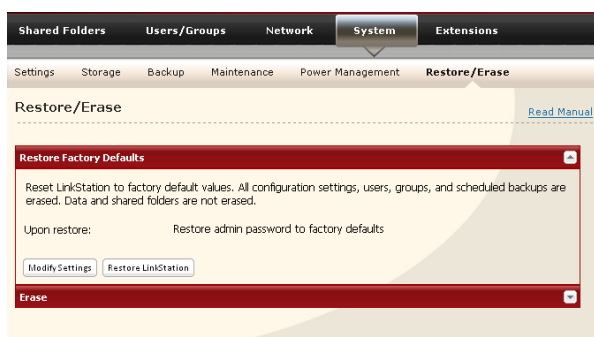 Shared Folders Users/Groups Network System Extensions
Settings Storage Backup Maintenance Power Management Restore/Erase
Restore/Erase
Read Manual
Restore Factory Defaults
Reset LinkStation to factory default values. All configuration settings, users, groups, and scheduled backups are
erased. Data and shared folders are not erased.
Upon restore: Restore admin password to factory defaults
Modify Settings Restore LinkStation
Erase